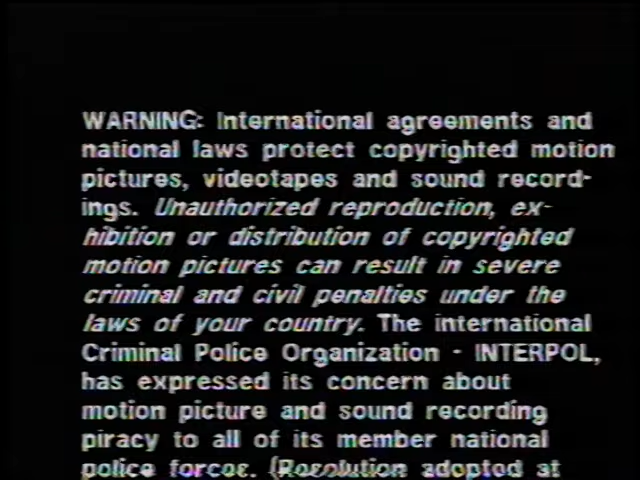 WARNING: International agreements and
national laws protect copyrighted motion
pictures, videotapes and sound record-
ings. Unauthorized reproduction, ex-
hibition or distribution of copyrighted
motion pictures can result in severe
criminal and civil penalties under the
laws of your country. The International
Criminal Police Organization - INTERPOL,
has expressed its concern about
motion picture and sound recording
piracy to all of its member national
police forces. (Resolution adopted at